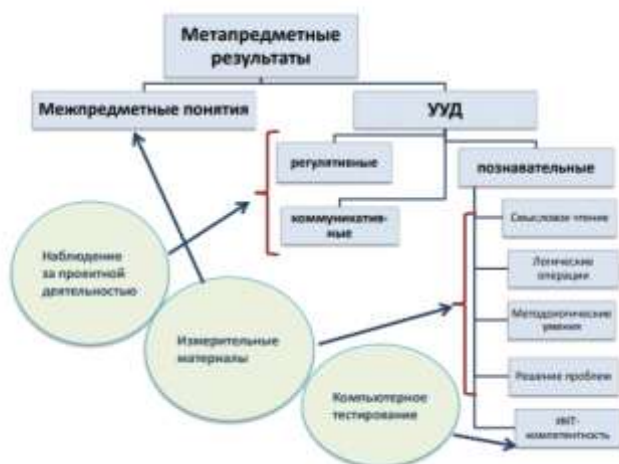 Метапредметные
результаты
Межпредметные понятия
УУД
регулятивные
познавательные
коммуникатив-
ные
Смысловое чтение
Наблюдение
за проектной
деятельностью
Логические
операции
Методологические
умения
Измерительные
материалы
Решение проблем
Компьютерное
тестирование
ИКТ-
компетентность